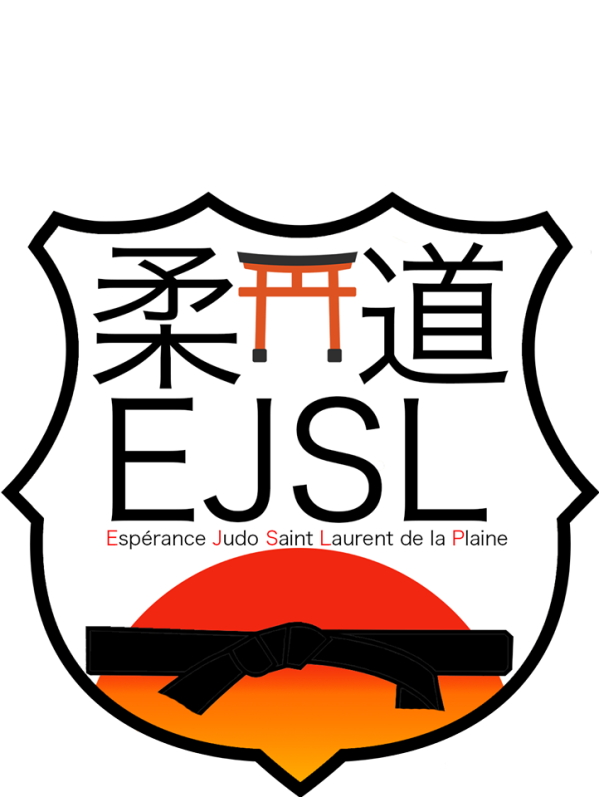 柔道
EJSL
Espérance Judo Saint Laurent de la Plaine